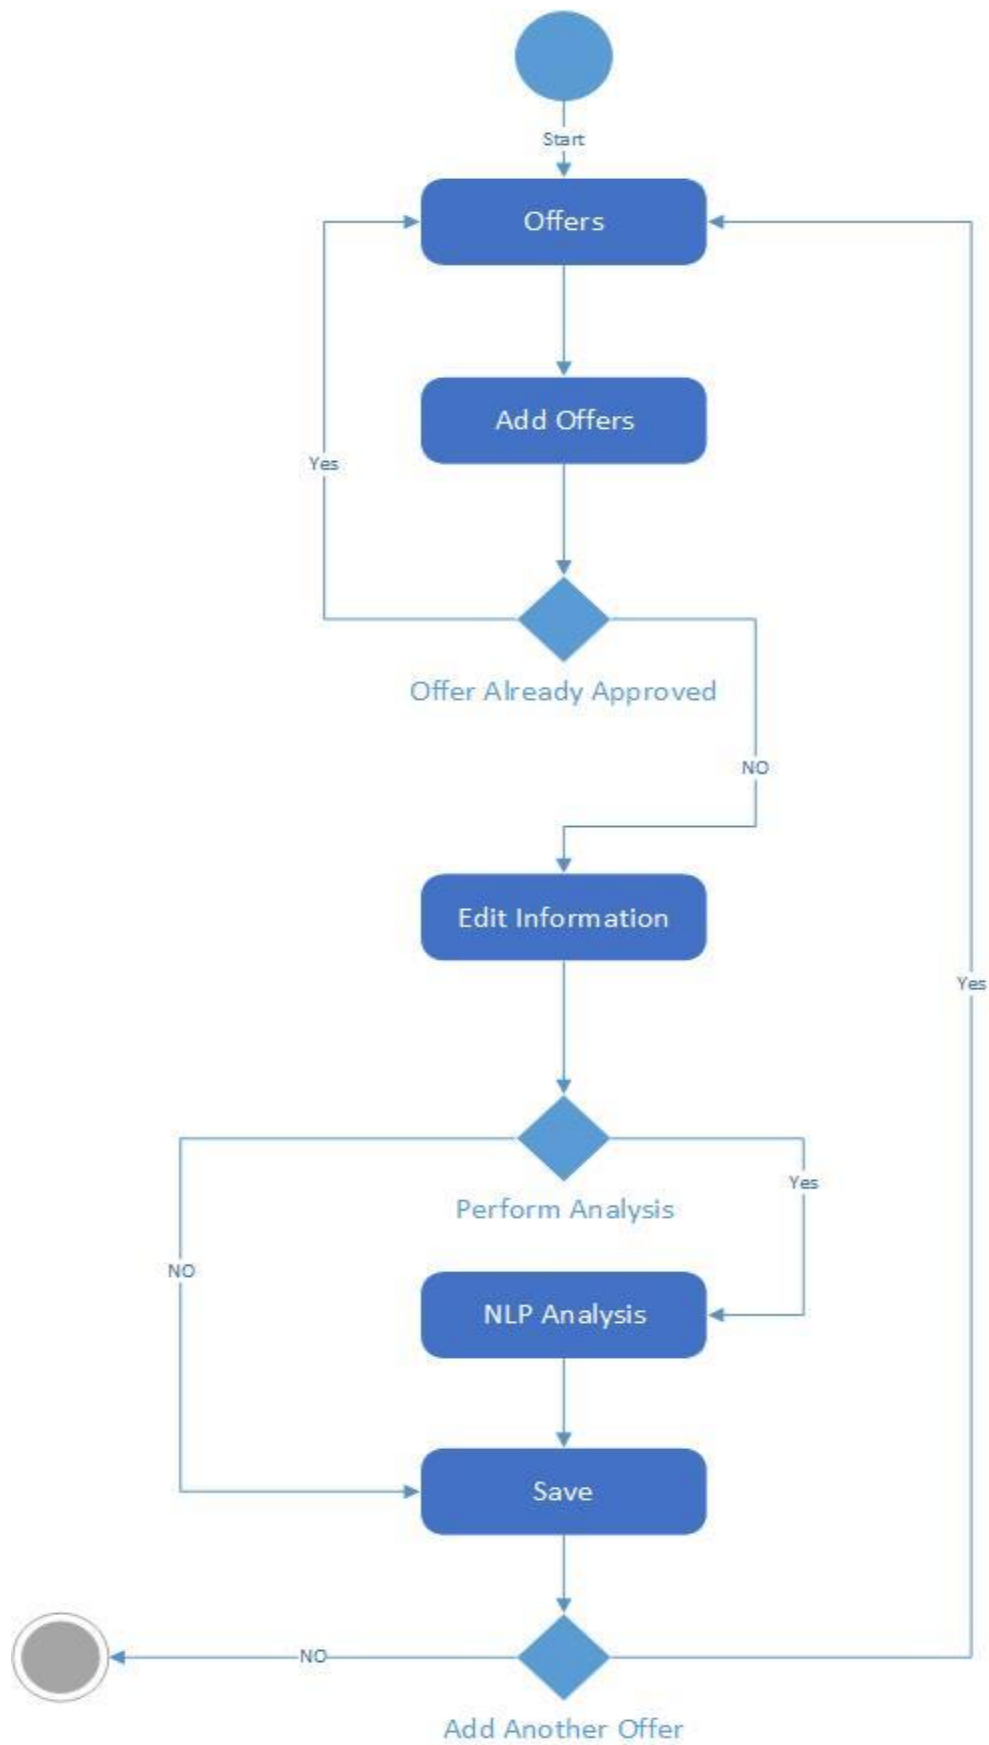 Start
Offers
Add Offers
Yes
Offer Already Approved
NO
Edit Information
Yes
Perform Analysis
Yes
NO
NLP Analysis
Save
NO
Add Another Offer